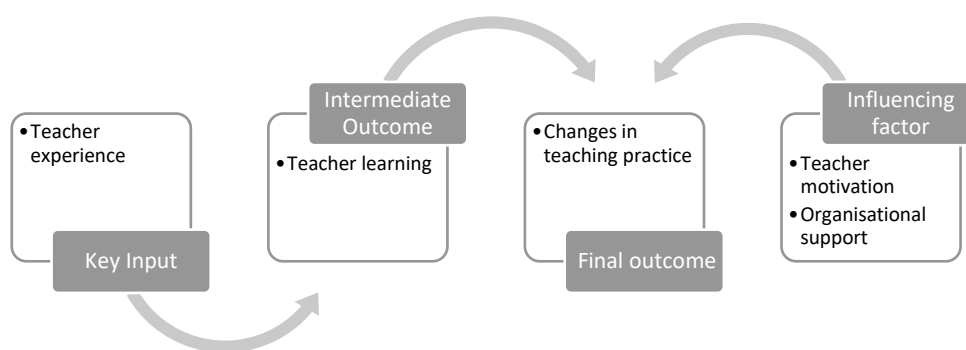 •Teacher
experience
Key Input
Intermediate
Outcome
•Teacher learning
•Changes in
teaching practice
Final outcome
Influencing
factor
•Teacher
motivation
•Organisational
support